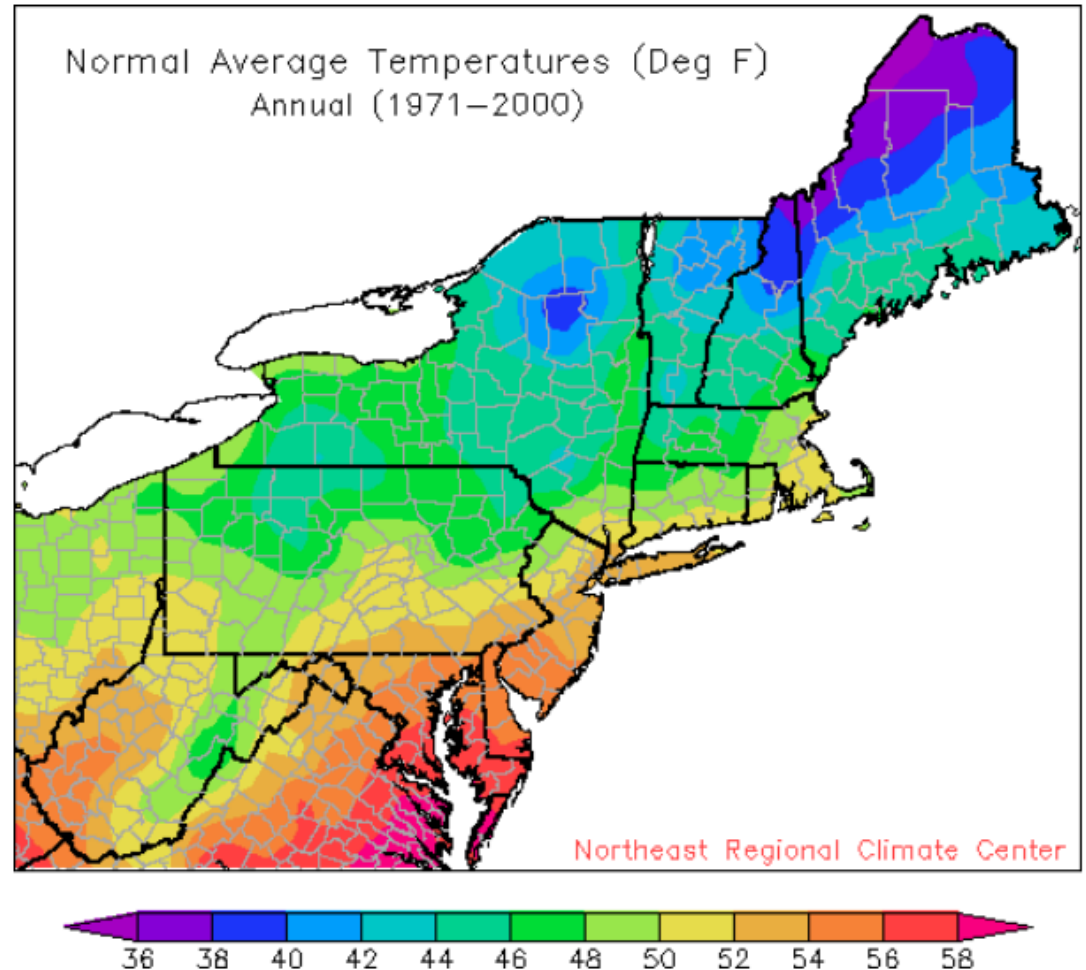 Normal Average Temperatures (Deg F)
Annual (1971–2000)
Northeast Regional Climate Center
36 38 40 42 44 46 48 50 52 54 56 58